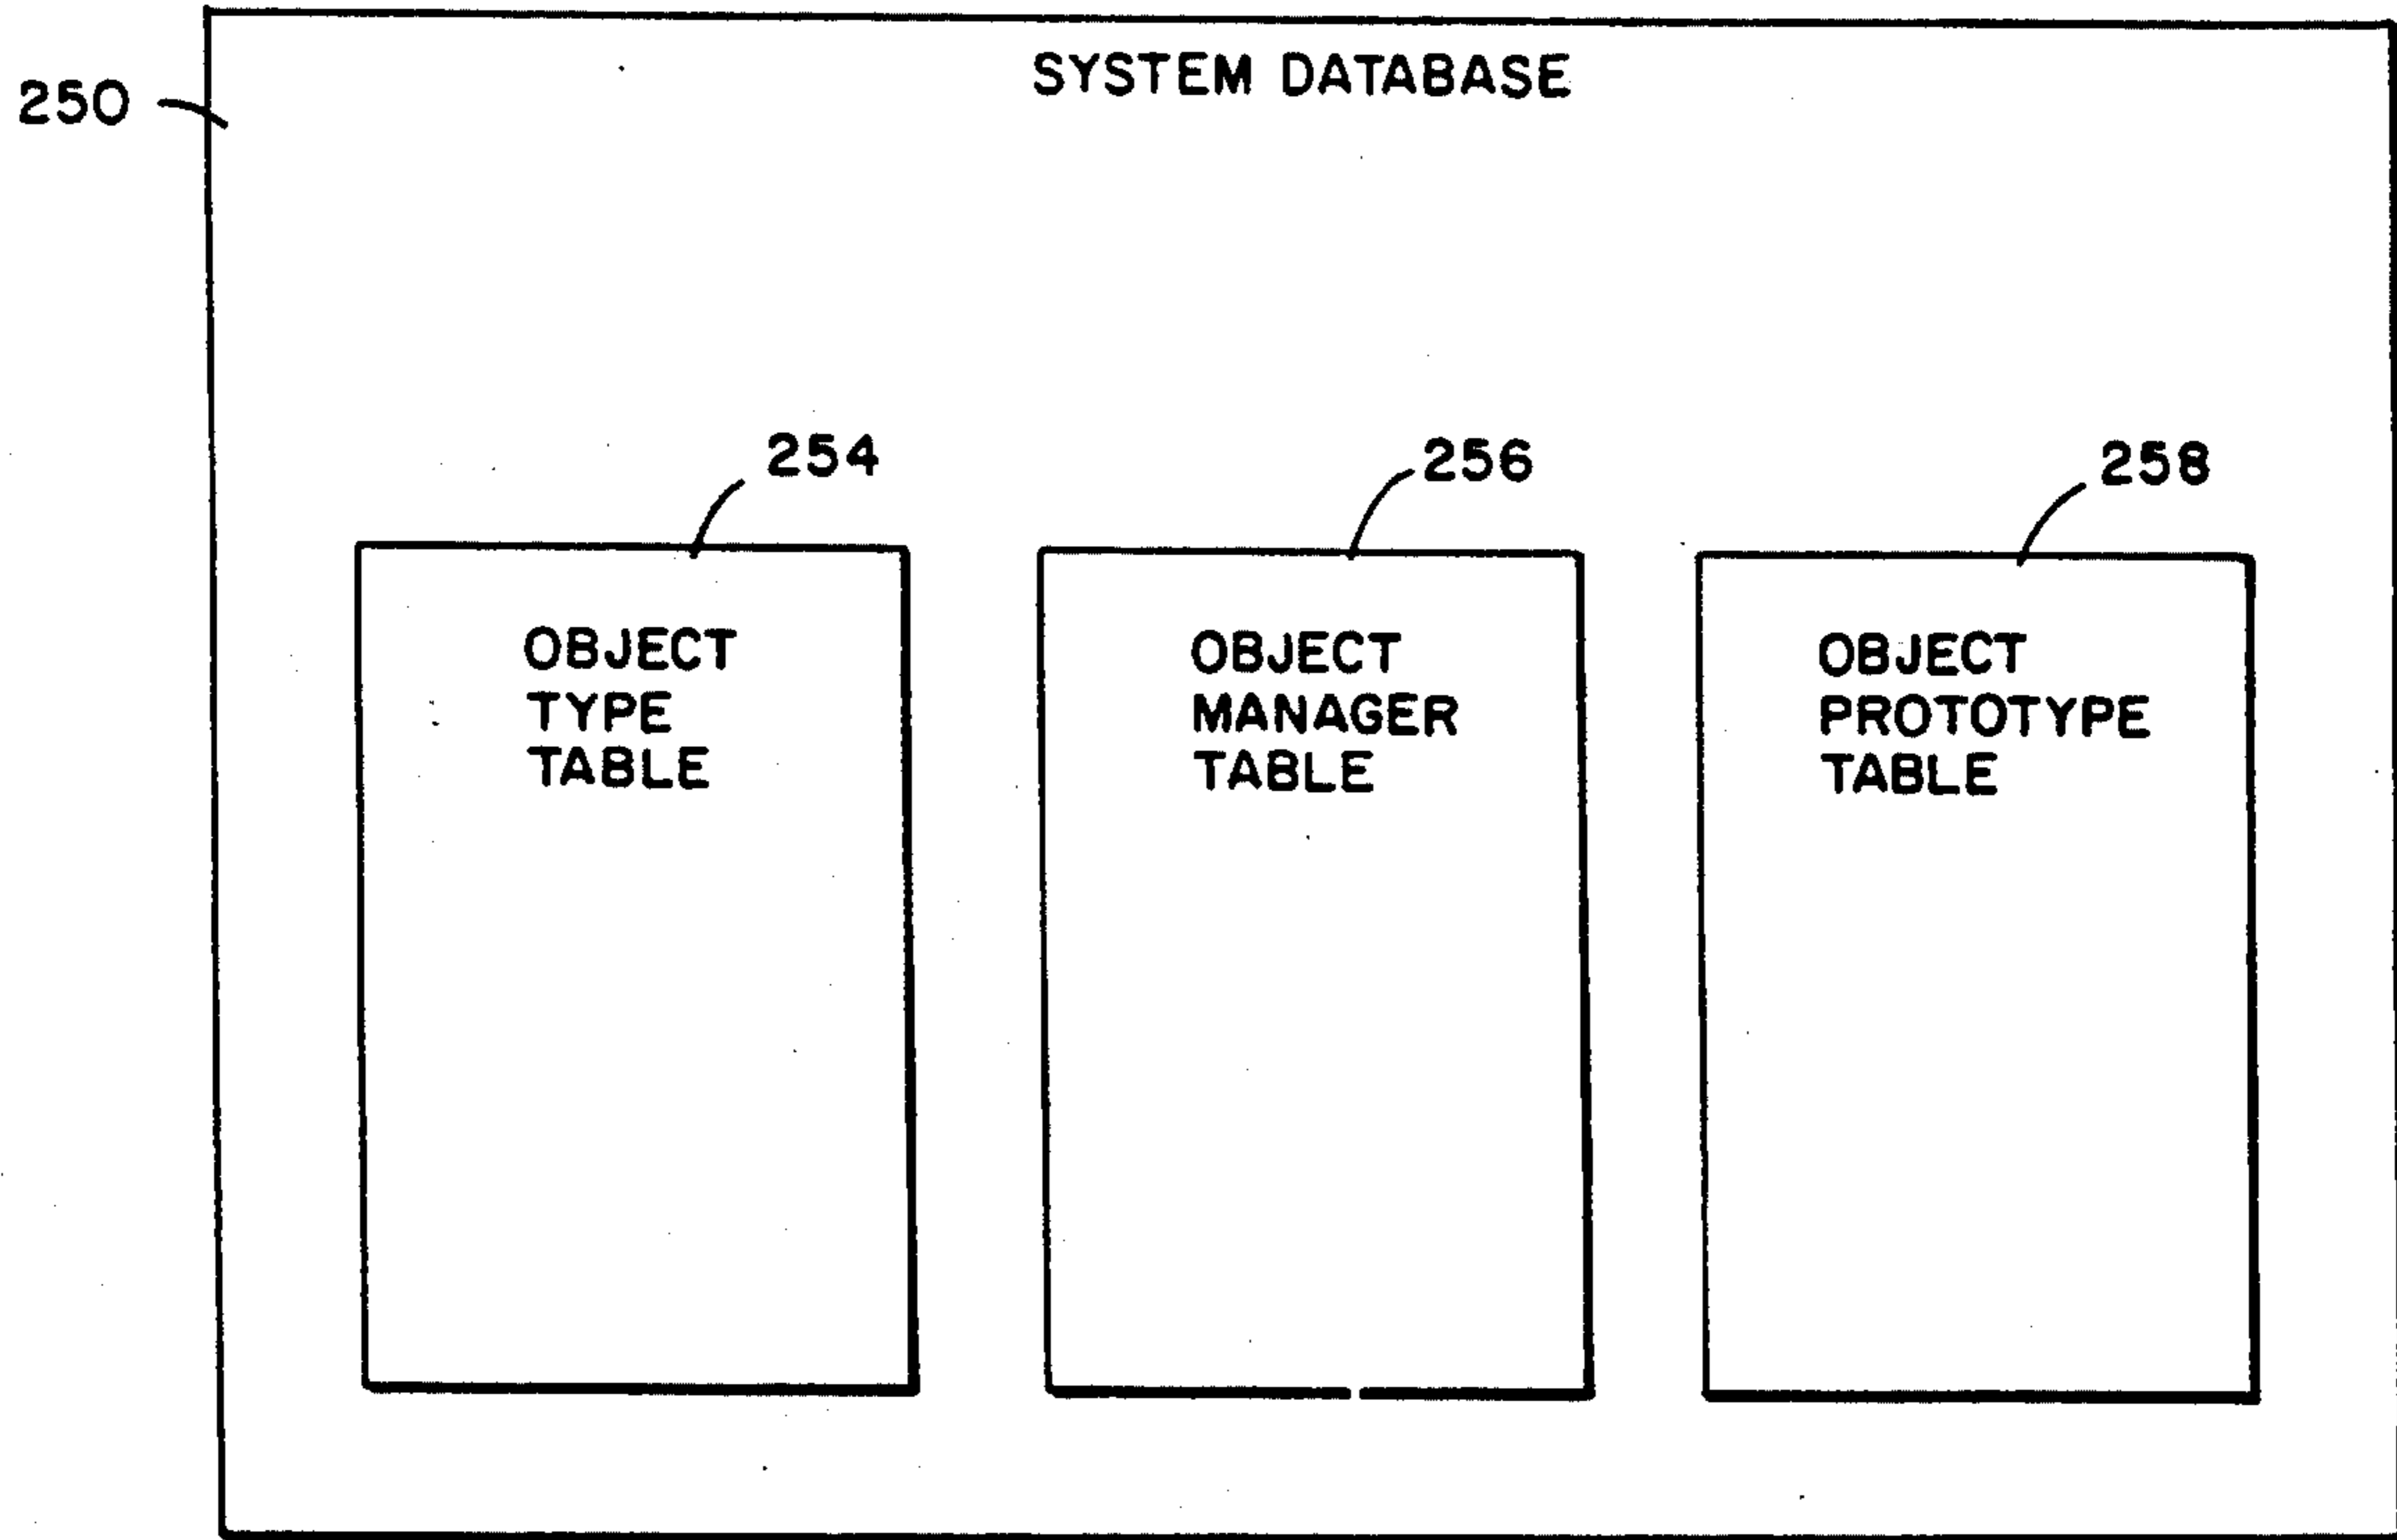 SYSTEM DATABASE
250
254
256
258
OBJECT
TYPE
TABLE
OBJECT
MANAGER
TABLE
OBJECT
PROTOTYPE
TABLE